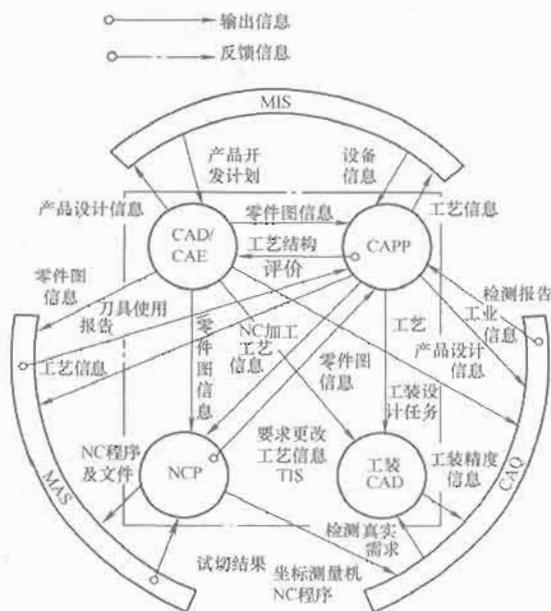 输出信息
反馈信息
MIS
产品开
发计划
设备
信息
产品设计信息
零件图信息
工艺信息
CAD/
CAE
工艺结构
评价
CAPP
零件图
信息
刀具使用
报告
工艺信息
零件图信息
NC加工
工艺
信息
零件图
信息
工艺
工装设
计任务
检测报告
工业
信息
产品设计
信息
NC程序
及文件
NCP
要求更改
工艺信息
TIS
工装
CAD
工装精度
信息
MAS
CAQ
检测真实
需求
试切结果
坐标测量机
NC程序